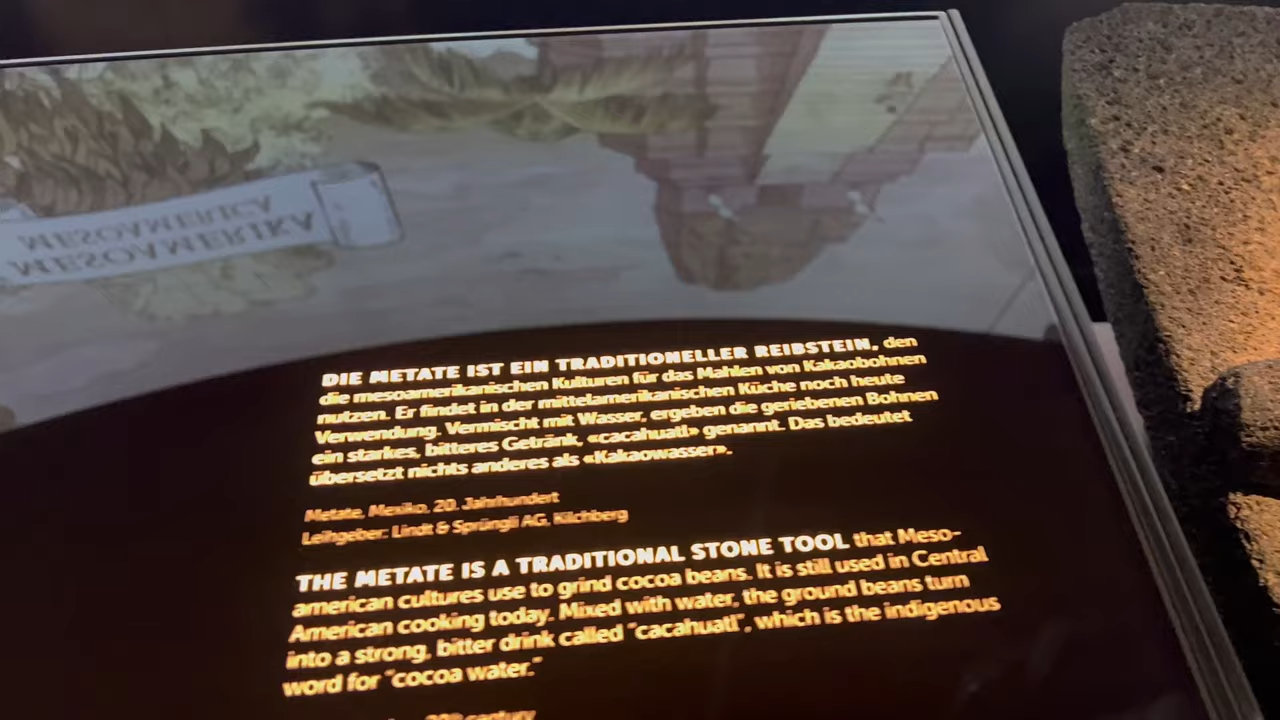 MESOAMERICA
MESOAMERIKA
DIE METATE IST EIN TRADITIONELLER REIBSTEIN, den
die mesoamerikanischen Kulturen für das Mahlen von Kakaobohnen
nutzen. Er findet in der mittelamerikanischen Küche noch heute
Verwendung. Vermischt mit Wasser, ergeben die geriebenen Bohnen
ein starkes, bitteres Getränk, «cacahuatl» genannt. Das bedeutet
übersetzt nichts anderes als «Kakaowasser».
Metate, Mexiko, 20. Jahrhundert
Leihgeber: Lindt & Sprüngli AG, Kilchberg
THE METATE IS A TRADITIONAL STONE TOOL that Meso-
american cultures use to grind cocoa beans. It is still used in Central
American cooking today. Mixed with water, the ground beans turn
into a strong, bitter drink called "cacahuatl", which is the indigenous
word for "cocoa water."
20th century